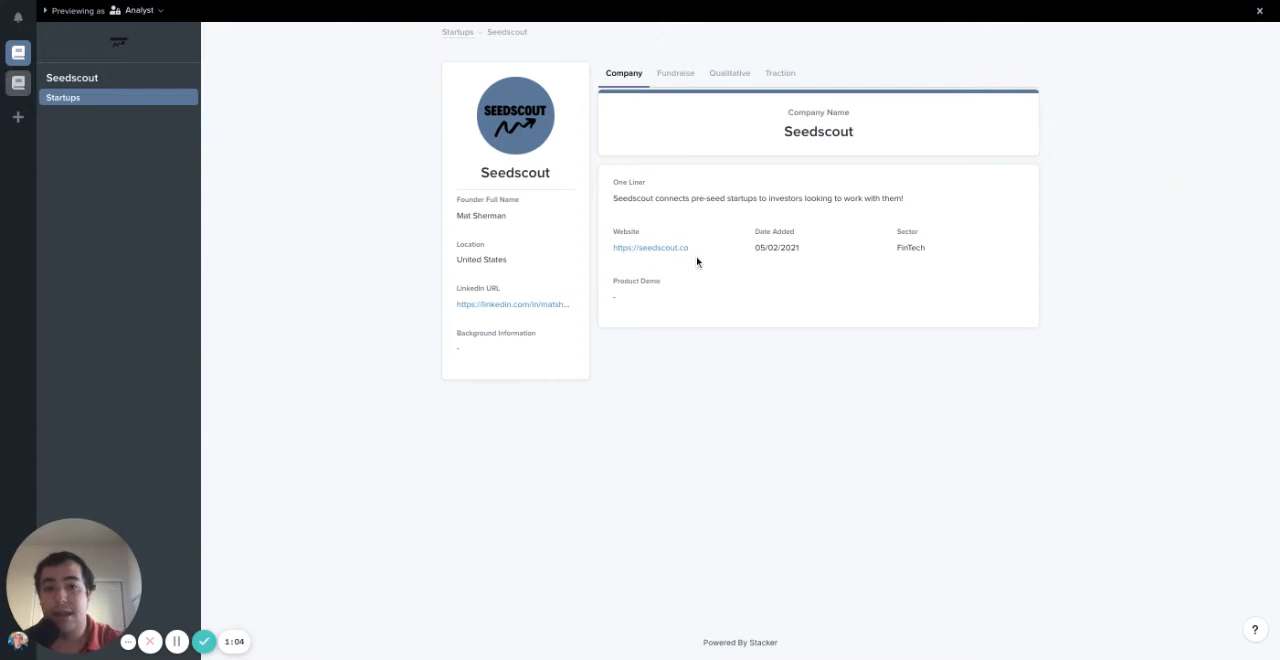 Previewing as Analyst
Startups - Seedscout
Seedscout
Startups
SEEDSCOUT
Seedscout
Founder Full Name
Mat Sherman
Location
United States
LinkedIn URL
https://linkedin.com/in/matsh...
Background Information
-
Company Fundraise Qualitative Traction
Company Name
Seedscout
One Liner
Seedscout connects pre-seed startups to investors looking to work with them!
Website Date Added Sector
https://seedscout.co 05/02/2021 FinTech
Product Demo
-
1:04
Powered By Stacker
?